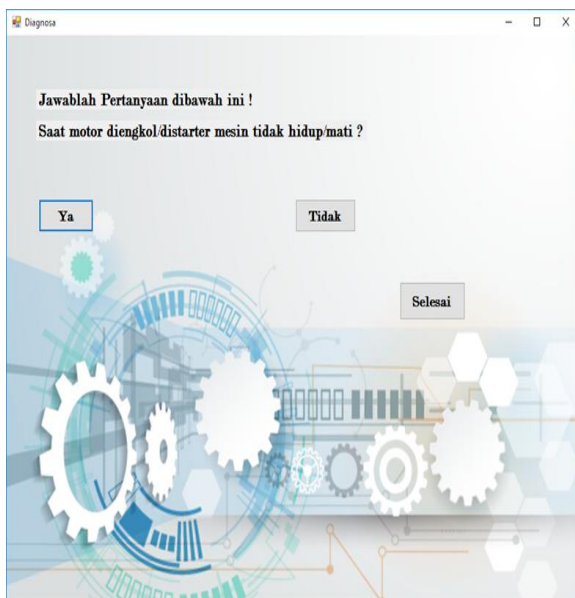 Diagnosa
Jawablah Pertanyaan dibawah ini !
Saat motor diengkol/distarter mesin tidak hidup/mati ?
Ya
Tidak
Selesai